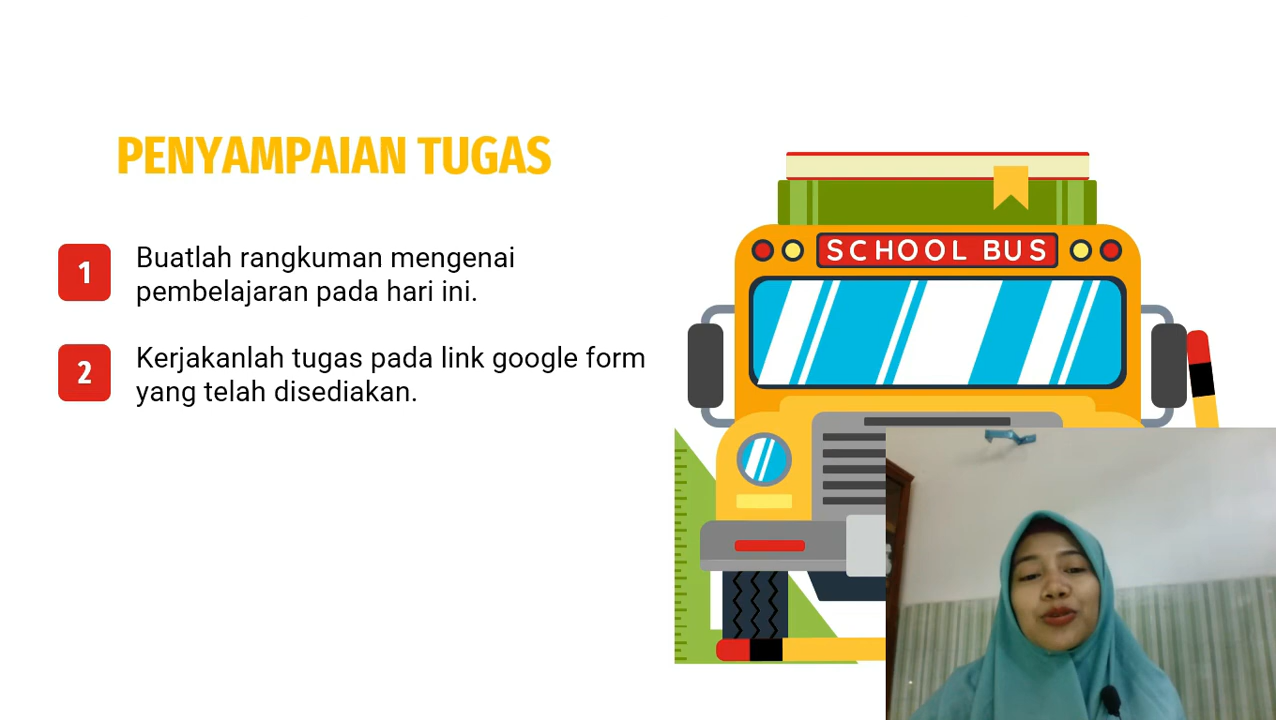 PENYAMPAIAN TUGAS
1
Buatlah rangkuman mengenai
pembelajaran pada hari ini.
2
Kerjakanlah tugas pada link google form
yang telah disediakan.
SCHOOL BUS